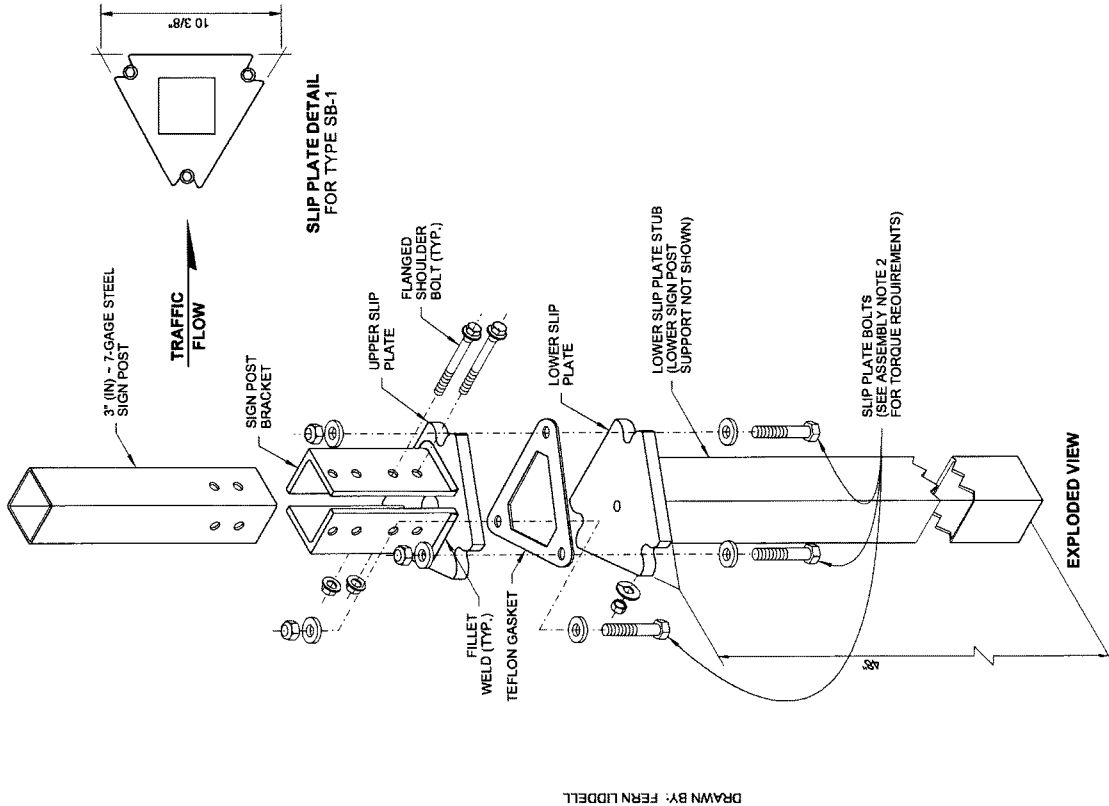 10 3/8"
SLIP PLATE DETAIL
FOR TYPE SB-1
TRAFFIC
FLOW
3" (IN) ~ 7-GAGE STEEL
SIGN POST
SIGN POST
BRACKET
UPPER SLIP
PLATE
FLANGED
SHOULDER
BOLT (TYP.)
FILLET
WELD (TYP.)
TEFLON GASKET
LOWER SLIP
PLATE
LOWER SLIP PLATE STUB
(LOWER SIGN POST
SUPPORT NOT SHOWN)
SLIP PLATE BOLTS
(SEE ASSEMBLY NOTE 2
FOR TORQUE REQUIREMENTS)
48"
EXPLODED VIEW
DRAWN BY: FERN LIDDELL